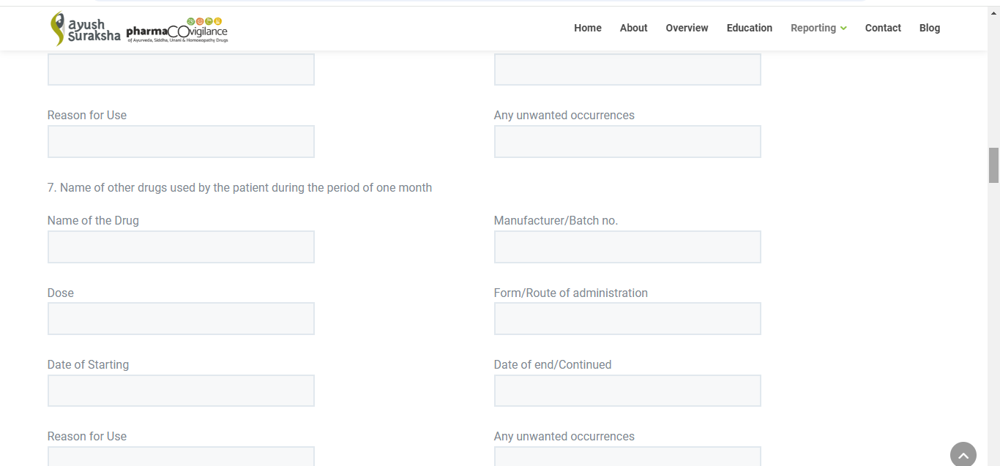 ayush
Suraksha
pharmaCOvigilance
of Ayurveda, Siddha, Unani & Homoeopathy Drugs
Home About Overview Education Reporting Contact Blog
Reason for Use Any unwanted occurrences
7. Name of other drugs used by the patient during the period of one month
Name of the Drug Manufacturer/Batch no.
Dose Form/Route of administration
Date of Starting Date of end/Continued
Reason for Use Any unwanted occurrences